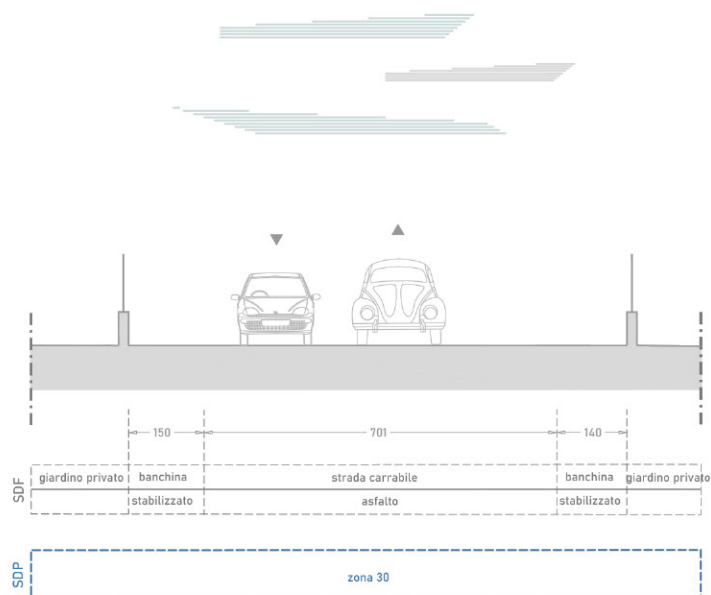 150 701 140
SDF
giardino privato banchina strada carrabile banchina giardino privato
stabilizzato asfalto stabilizzato
SDP
zona 30